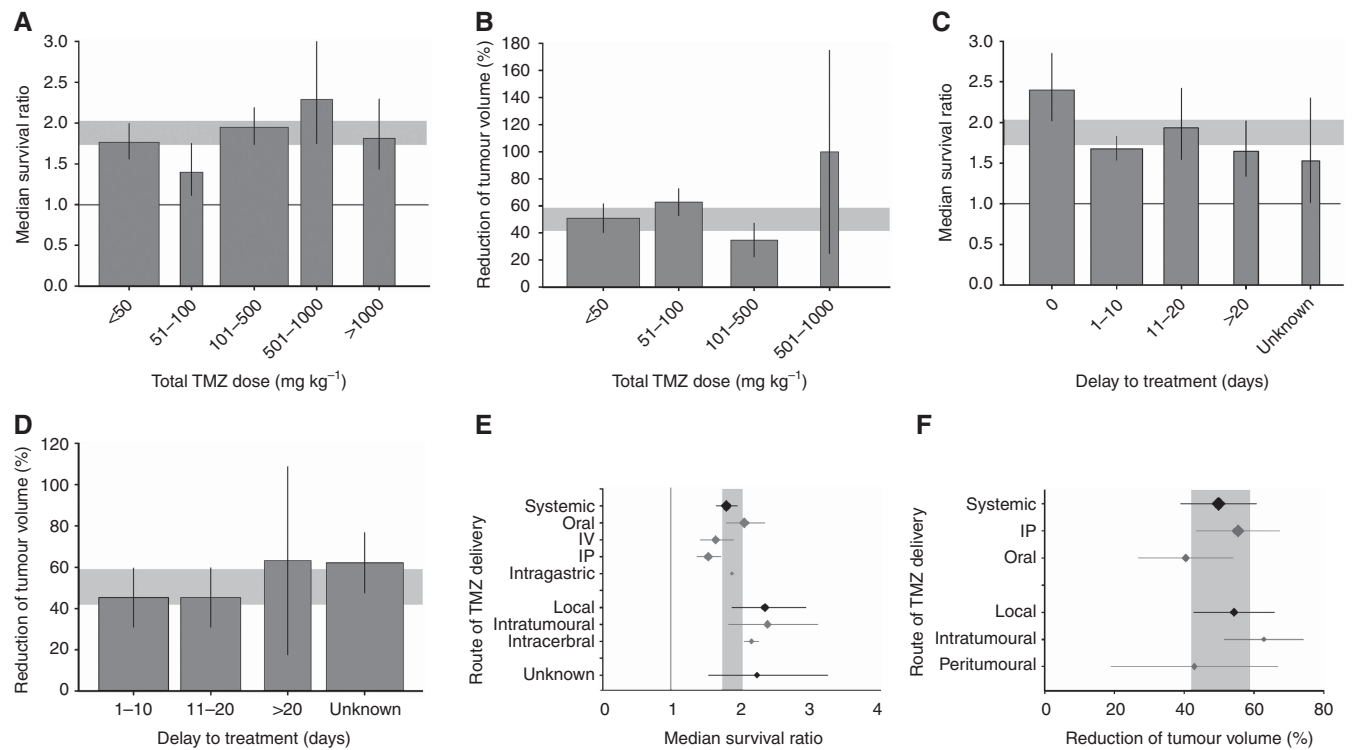 A
Median survival ratio
3.0
2.5
2.0
1.5
1.0
0.5
0.0
<50
51–100
101–500
501–1000
>1000
Total TMZ dose (mg kg⁻¹)
B
Reduction of tumour volume (%)
180
160
140
120
100
80
60
40
20
0
<50
51–100
101–500
501–1000
Total TMZ dose (mg kg⁻¹)
C
Median survival ratio
3.0
2.5
2.0
1.5
1.0
0.5
0.0
0
1–10
11–20
>20
Unknown
Delay to treatment (days)
D
Reduction of tumour volume (%)
120
100
80
60
40
20
0
1–10
11–20
>20
Unknown
Delay to treatment (days)
E
Route of TMZ delivery
Systemic
Oral
IV
IP
Intragastric
Local
Intratumoural
Intracerbral
Unknown
0
1
2
3
4
Median survival ratio
F
Route of TMZ delivery
Systemic
IP
Oral
Local
Intratumoural
Peritumoural
0
20
40
60
80
Reduction of tumour volume (%)